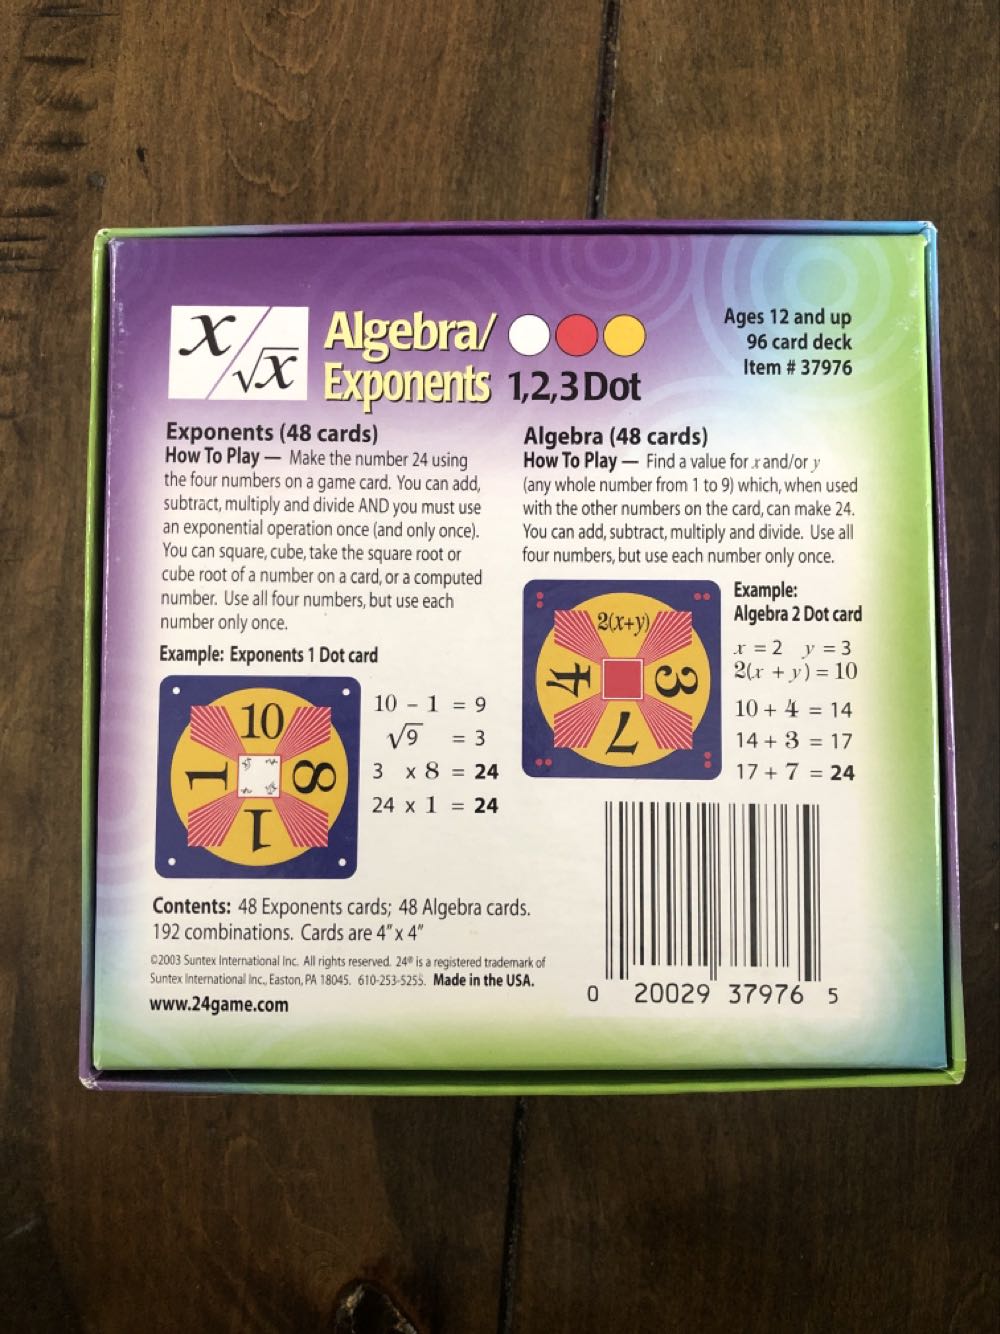 x/√x
Algebra/
Exponents 1,2,3 Dot
Ages 12 and up
96 card deck
Item # 37976
Exponents (48 cards)
How To Play — Make the number 24 using
the four numbers on a game card. You can add,
subtract, multiply and divide AND you must use
an exponential operation once (and only once).
You can square, cube, take the square root or
cube root of a number on a card, or a computed
number. Use all four numbers, but use each
number only once.
Example: Exponents 1 Dot card
10
8
1
1
10 - 1 = 9
√9 = 3
3 x 8 = 24
24 x 1 = 24
Algebra (48 cards)
How To Play — Find a value for x and/or y
(any whole number from 1 to 9) which, when used
with the other numbers on the card, can make 24.
You can add, subtract, multiply and divide. Use all
four numbers, but use each number only once.
2(x+y)
3
7
4
Example:
Algebra 2 Dot card
x = 2 y = 3
2(x + y) = 10
10 + 4 = 14
14 + 3 = 17
17 + 7 = 24
Contents: 48 Exponents cards; 48 Algebra cards.
192 combinations. Cards are 4" x 4"
©2003 Suntex International Inc. All rights reserved. 24® is a registered trademark of
Suntex International Inc., Easton, PA 18045. 610-253-5255. Made in the USA.
www.24game.com
0 20029 37976 5